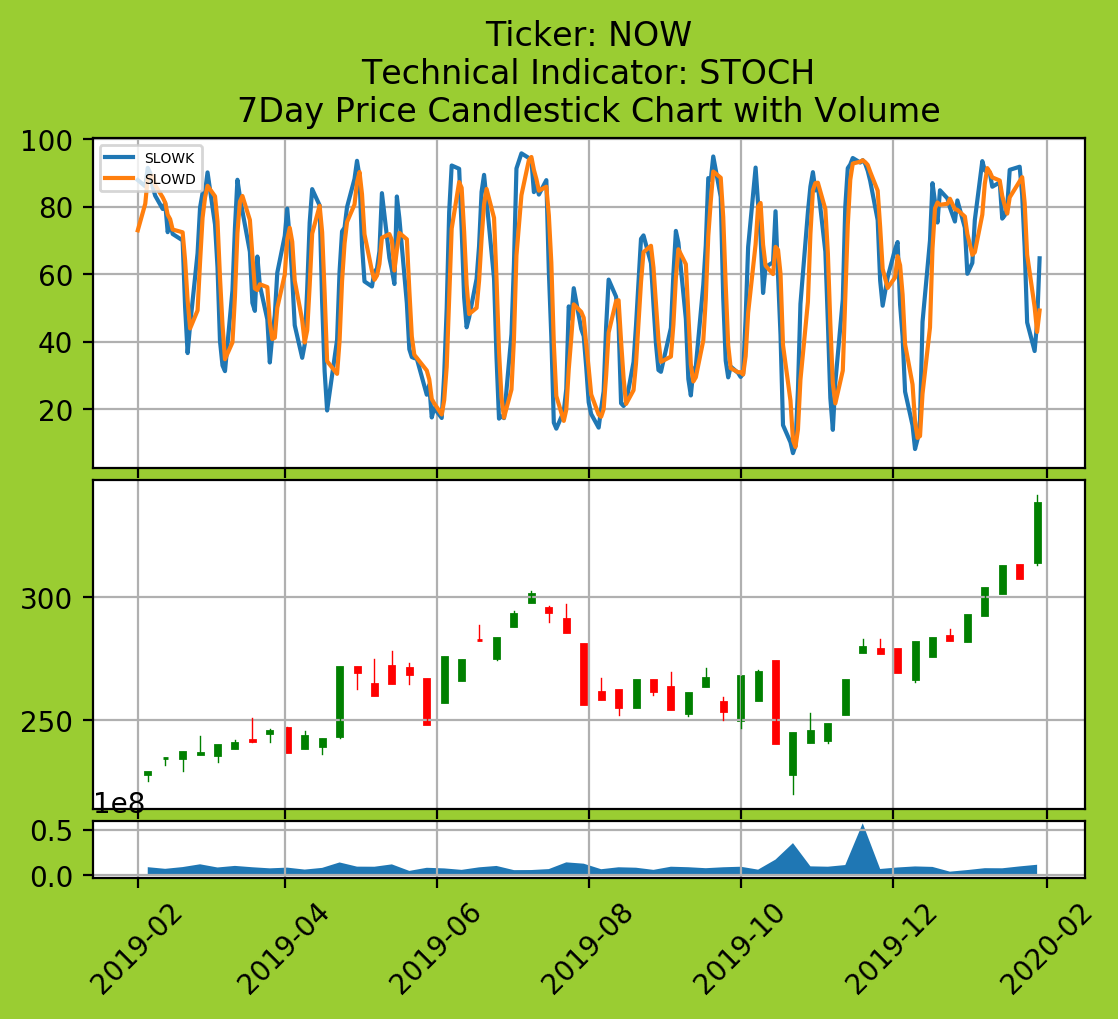 Ticker: NOW
Technical Indicator: STOCH
7Day Price Candlestick Chart with Volume
100
80
60
40
20
SLOWK
SLOWD
300
250
1e8
0.5
0.0
2019-02
2019-04
2019-06
2019-08
2019-10
2019-12
2020-02